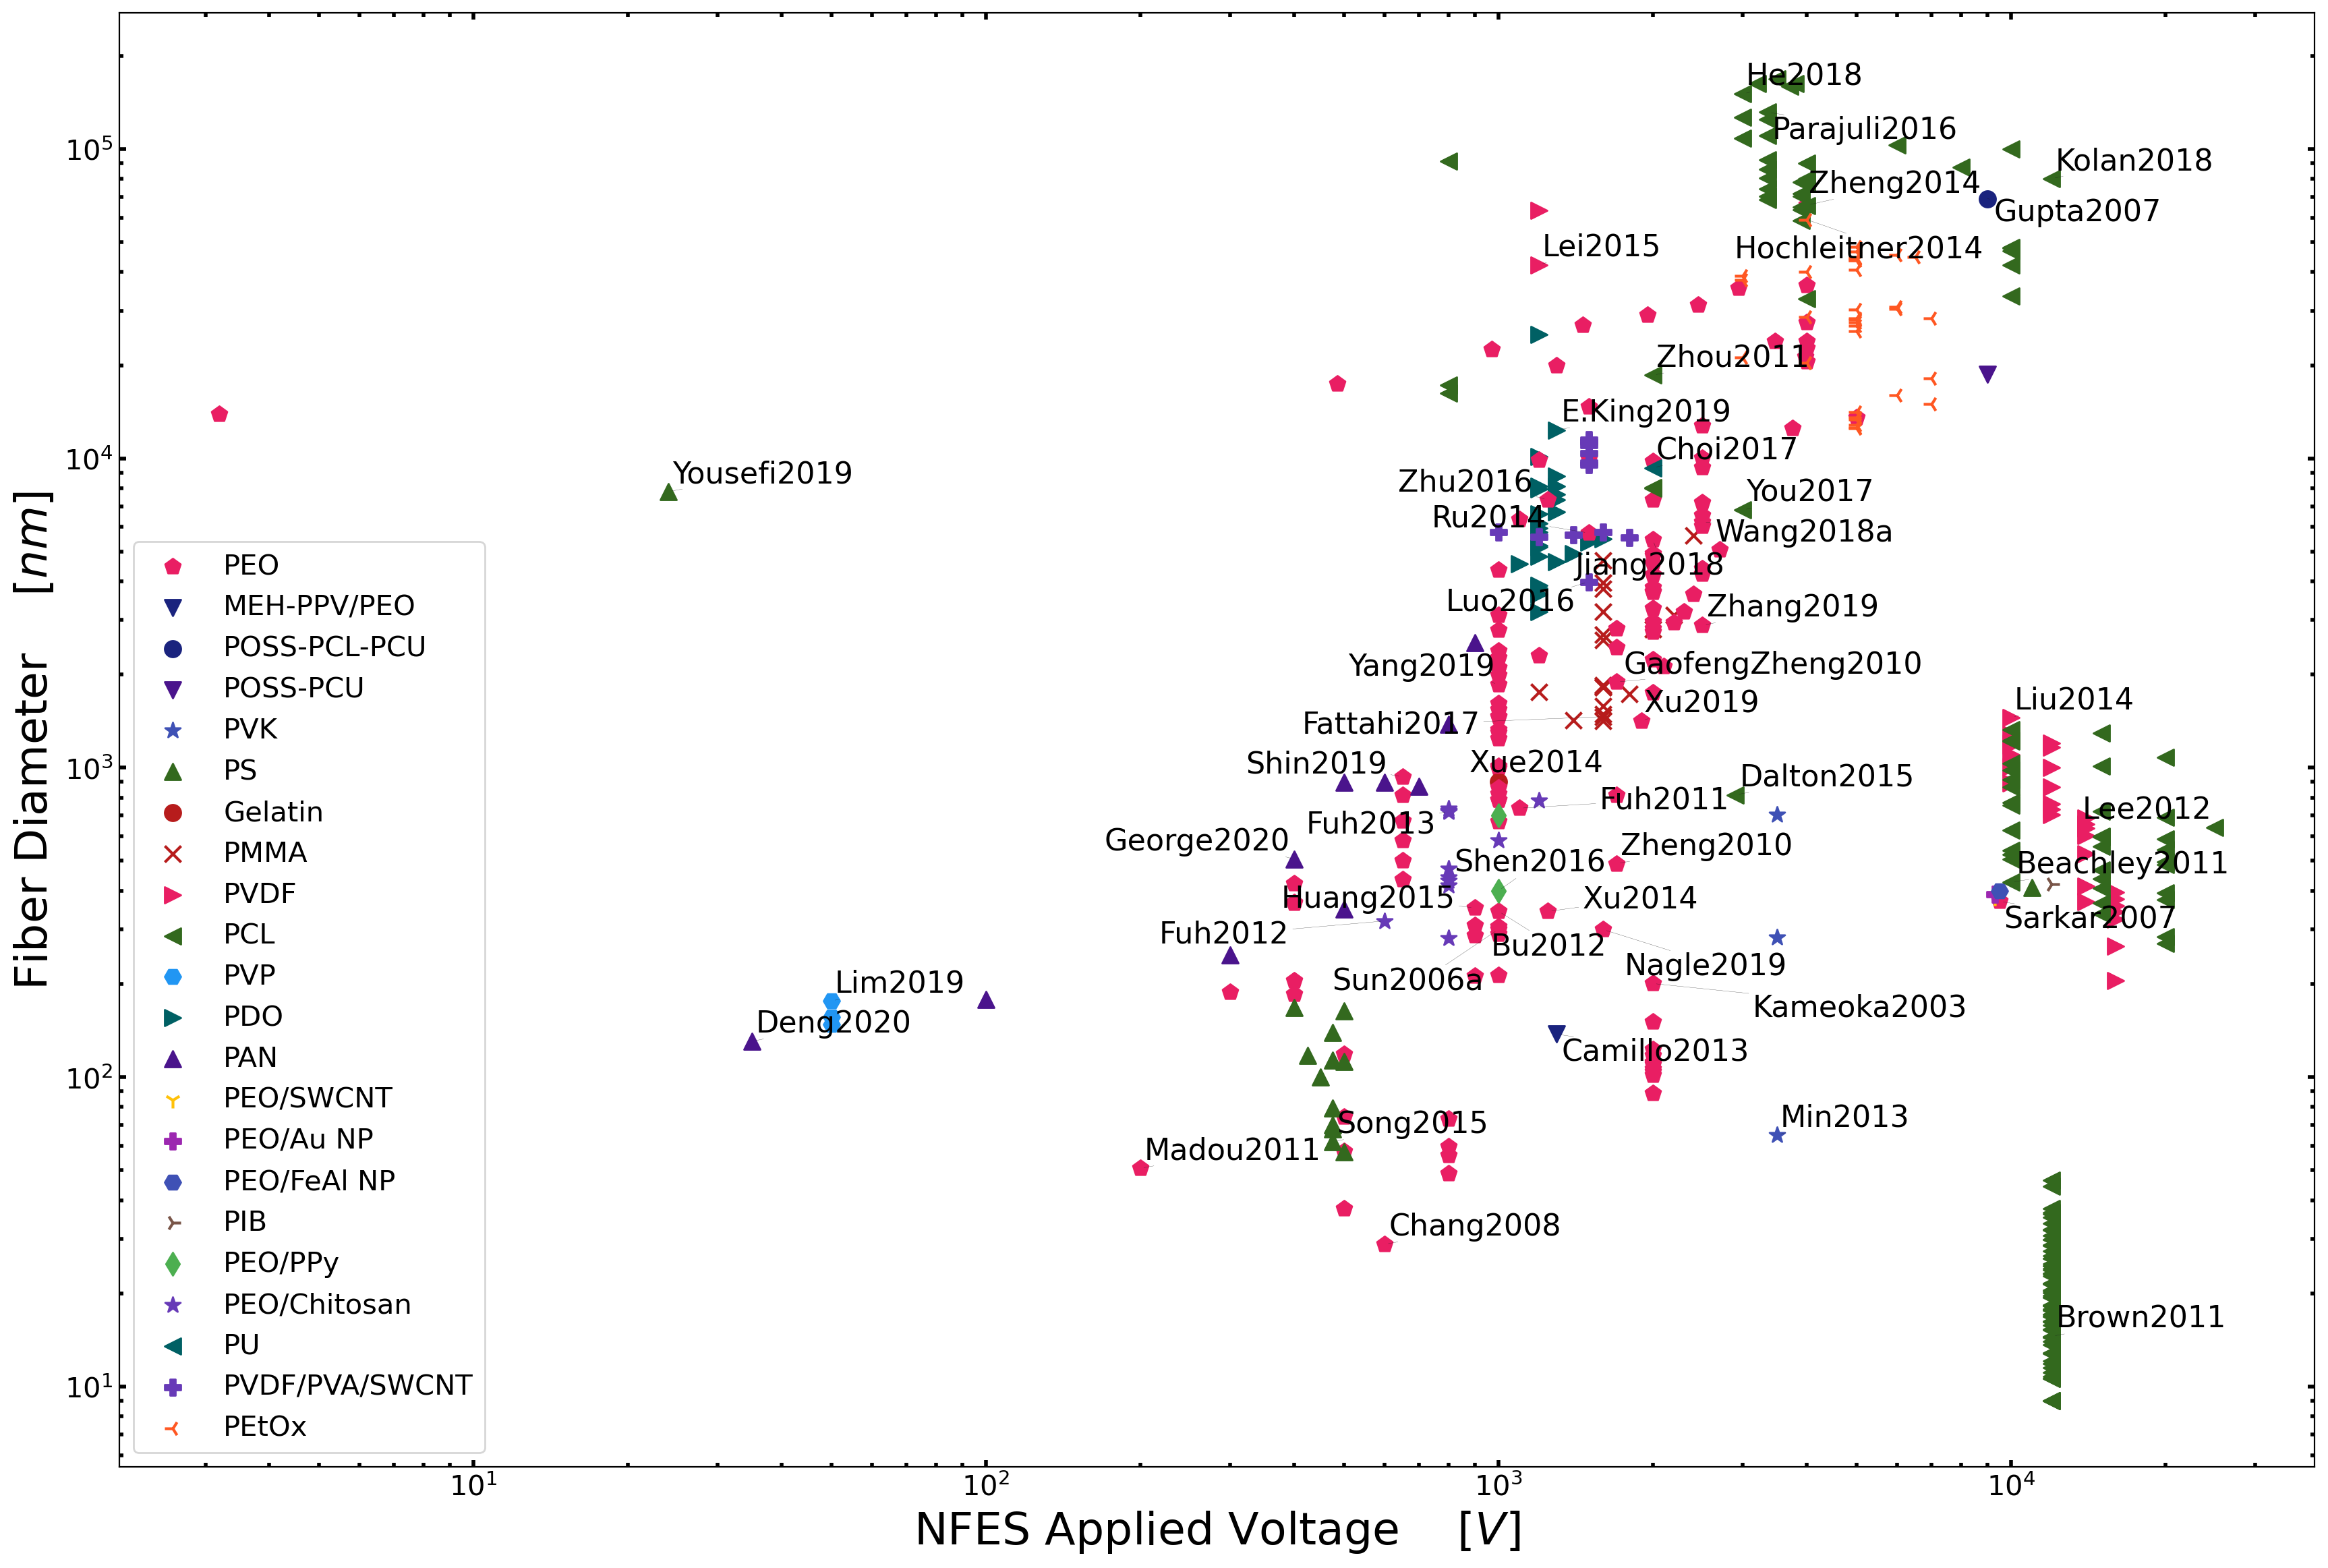 He2018
Parajuli2016
Kolan2018
Zheng2014
Gupta2007
Hochleitner2014
Lei2015
Zhou2011
E.King2019
Choi2017
Yousefi2019
Zhu2016
You2017
Ru2014
Wang2018a
Jiang2018
Luo2016
Zhang2019
Yang2019
GaofengZheng2010
Xu2019
Liu2014
Fattahi2017
Shin2019
Xue2014
Dalton2015
Fuh2011
Lee2012
Fuh2013
George2020
Zheng2010
Shen2016
Beachley2011
Huang2015
Xu2014
Sarkar2007
Fuh2012
Bu2012
Nagle2019
Sun2006a
Lim2019
Kameoka2003
Deng2020
Camillo2013
Song2015
Min2013
Madou2011
Chang2008
Brown2011
PEO
MEH-PPV/PEO
POSS-PCL-PCU
POSS-PCU
PVK
PS
Gelatin
PMMA
PVDF
PCL
PVP
PDO
PAN
PEO/SWCNT
PEO/Au NP
PEO/FeAl NP
PIB
PEO/PPy
PEO/Chitosan
PU
PVDF/PVA/SWCNT
PEtOx
Fiber Diameter [nm]
10⁵
10⁴
10³
10²
10¹
10¹ 10² 10³ 10⁴
NFES Applied Voltage [V]